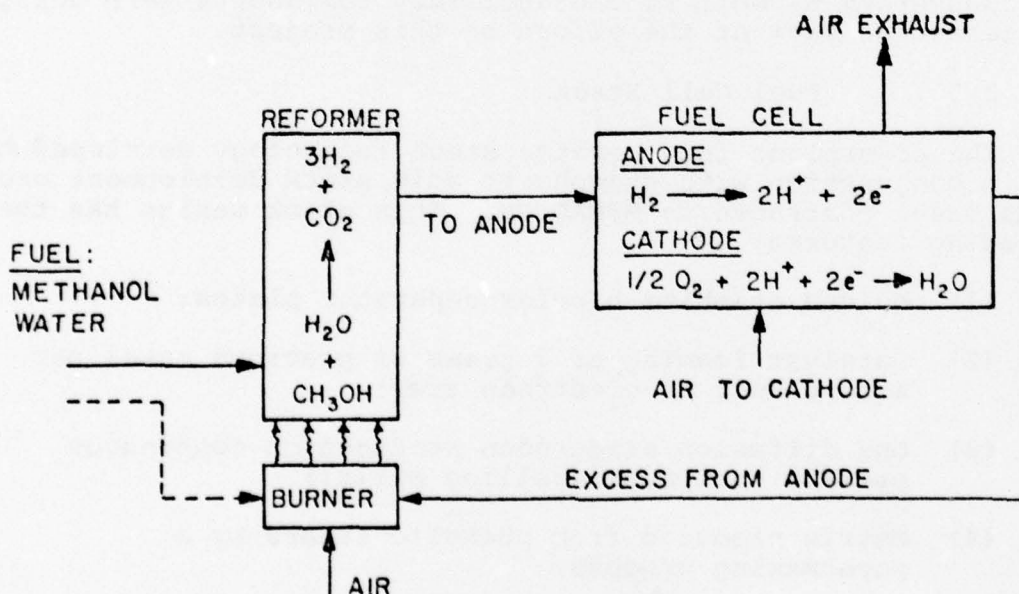 AIR EXHAUST
REFORMER
3H₂
+
CO₂
H₂O
+
CH₃OH
FUEL CELL
ANODE
H₂ → 2H⁺ + 2e⁻
CATHODE
1/2 O₂ + 2H⁺ + 2e⁻ → H₂O
TO ANODE
FUEL:
METHANOL
WATER
AIR TO CATHODE
BURNER
EXCESS FROM ANODE
AIR